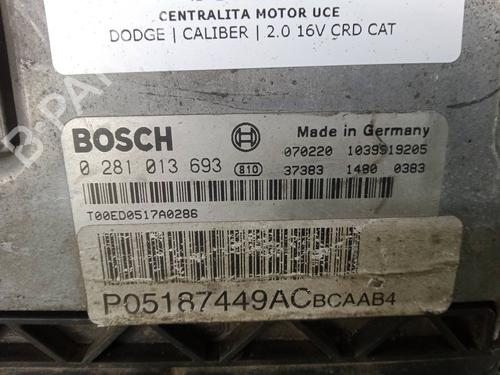 CENTRALITA MOTOR UCE
DODGE | CALIBER | 2.0 16V CRD CAT
BOSCH
Made in Germany
0 281 013 693
810
070220 1039S19205
37383 1480 0383
T00ED0517A0286
P05187449ACBCAAB4